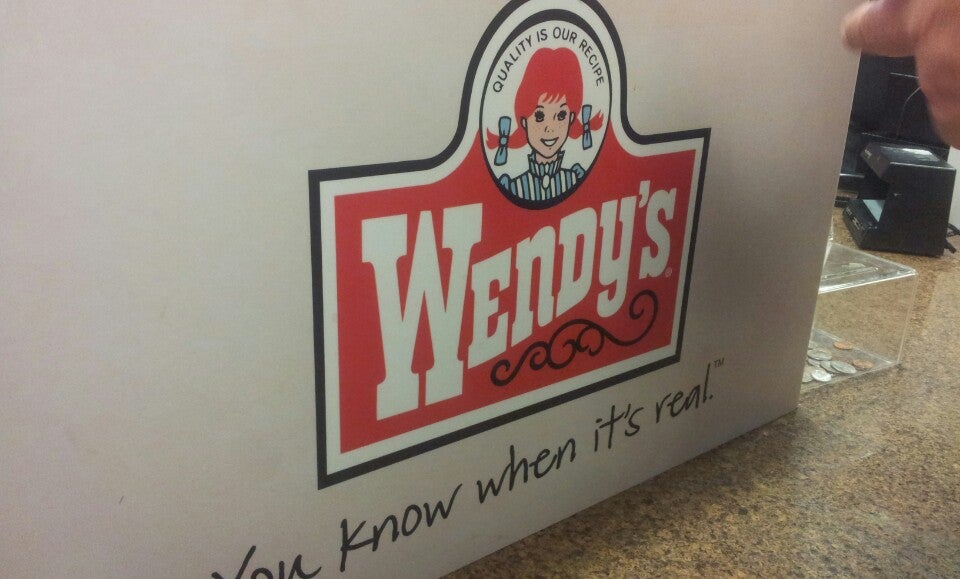 QUALITY IS OUR RECIPE
WENDY'S®
You know when it's real.™